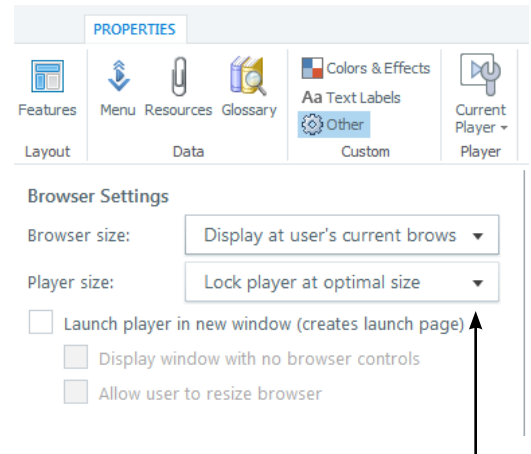 PROPERTIES
Features
Menu
Resources
Glossary
Colors & Effects
Aa Text Labels
Other
Current
Player
Layout
Data
Custom
Player
Browser Settings
Browser size: Display at user's current brows
Player size: Lock player at optimal size
Launch player in new window (creates launch page)
Display window with no browser controls
Allow user to resize browser